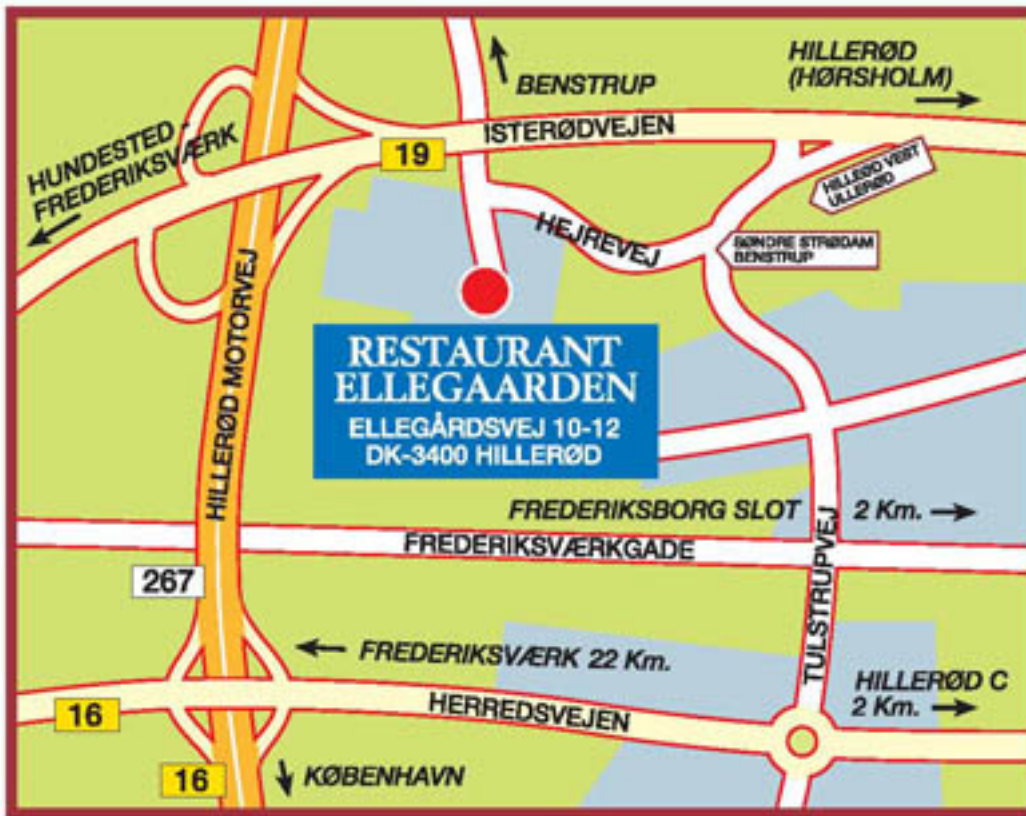 HILLERØD
(HØRSHOLM)
BENSTRUP
ISTERØDVEJEN
HUNDESTED -
FREDERIKSVÆRK
19
HILLERØD VEST
ULLERØD
HEJREVEJ
BØNDRE STRØDAM
BENSTRUP
HILLERØD MOTORVEJ
RESTAURANT
ELLEGAARDEN
ELLEGÅRDSVEJ 10-12
DK-3400 HILLERØD
FREDERIKSBORG SLOT 2 Km.
FREDERIKSVÆRKGADE
267
TULSTRUPVEJ
FREDERIKSVÆRK 22 Km.
HILLERØD C
2 Km.
HERREDSVEJEN
16
16
KØBENHAVN